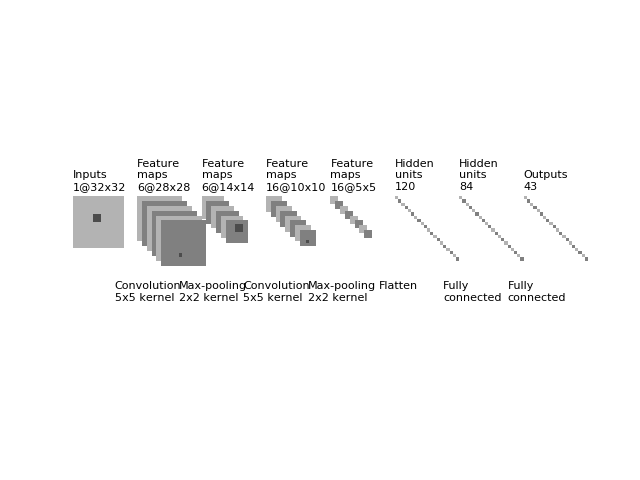 Inputs
1@32x32
Feature
maps
6@28x28
Feature
maps
6@14x14
Feature
maps
16@10x10
Feature
maps
16@5x5
Hidden
units
120
Hidden
units
84
Outputs
43
Convolution
5x5 kernel
Max-pooling
2x2 kernel
Convolution
5x5 kernel
Max-pooling
2x2 kernel
Flatten
Fully
connected
Fully
connected